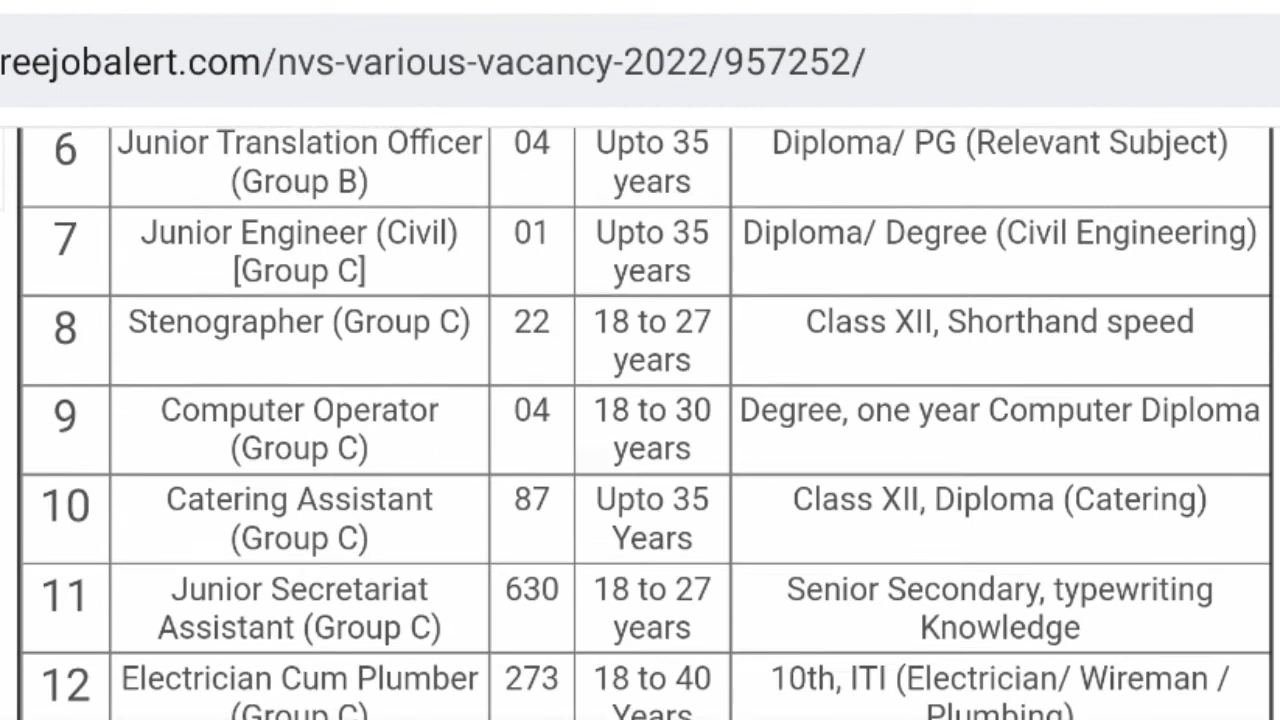 reejobalert.com/nvs-various-vacancy-2022/957252/
6 Junior Translation Officer 04 Upto 35 Diploma/ PG (Relevant Subject)
(Group B) years
7 Junior Engineer (Civil) 01 Upto 35 Diploma/ Degree (Civil Engineering)
[Group C] years
8 Stenographer (Group C) 22 18 to 27 Class XII, Shorthand speed
years
9 Computer Operator 04 18 to 30 Degree, one year Computer Diploma
(Group C) years
10 Catering Assistant 87 Upto 35 Class XII, Diploma (Catering)
(Group C) Years
11 Junior Secretariat 630 18 to 27 Senior Secondary, typewriting
Assistant (Group C) years Knowledge
12 Electrician Cum Plumber 273 18 to 40 10th, ITI (Electrician/ Wireman /
(Group C) Years Plumbing)